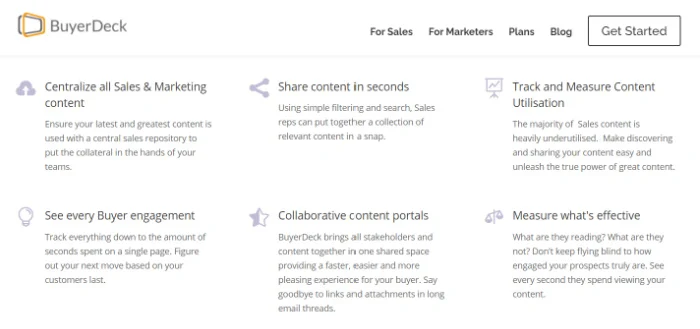 BuyerDeck
For Sales
For Marketers
Plans
Blog
Get Started
Centralize all Sales & Marketing
content
Ensure your latest and greatest content is
used with a central sales repository to
put the collateral in the hands of your
teams.
Share content in seconds
Using simple filtering and search, Sales
reps can put together a collection of
relevant content in a snap.
Track and Measure Content
Utilisation
The majority of Sales content is
heavily underutilised. Make discovering
and sharing your content easy and
unleash the true power of great content.
See every Buyer engagement
Track everything down to the amount of
seconds spent on a single page. Figure
out your next move based on your
customers last.
Collaborative content portals
BuyerDeck brings all stakeholders and
content together in one shared space
providing a faster, easier and more
pleasing experience for your buyer. Say
goodbye to links and attachments in long
email threads.
Measure what's effective
What are they reading? What are they
not? Don't keep flying blind to how
engaged your prospects truly are. See
every second they spend viewing your
content.